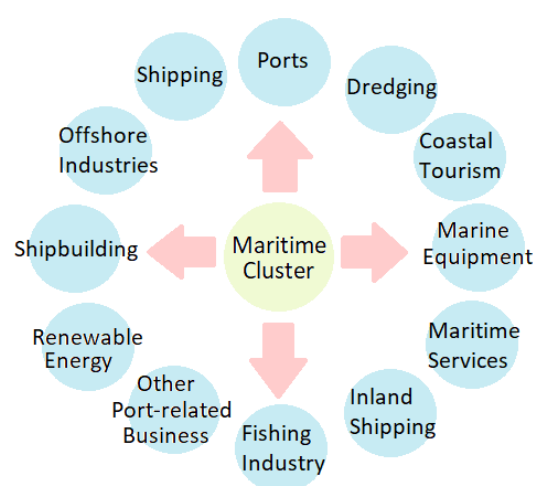 Ports
Shipping
Dredging
Offshore
Industries
Coastal
Tourism
Shipbuilding
Maritime
Cluster
Marine
Equipment
Renewable
Energy
Maritime
Services
Other
Port-related
Business
Inland
Shipping
Fishing
Industry